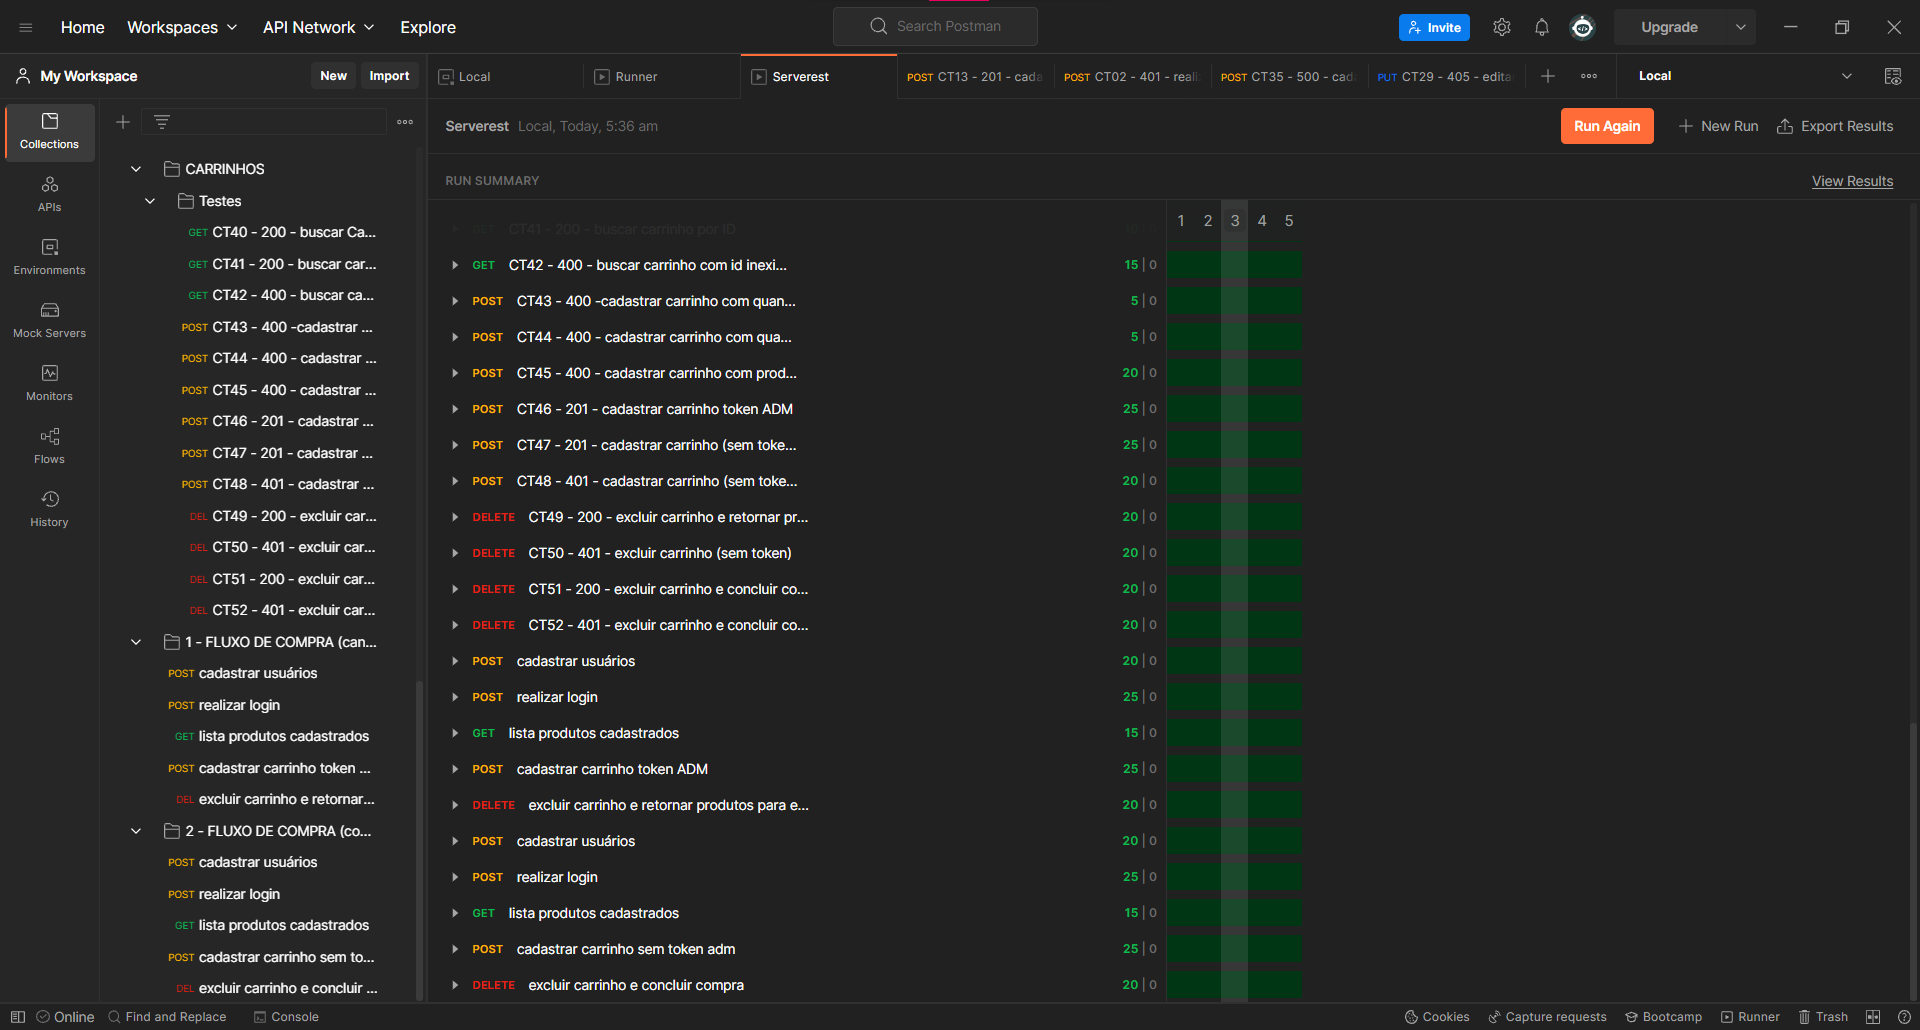 Home Workspaces API Network Explore Search Postman Invite Upgrade
My Workspace New Import Local Runner Serverest POST CT13 - 201 - cada POST CT02 - 401 - reali POST CT35 - 500 - cad PUT CT29 - 405 - edita Local
Serverest Local, Today, 5:36 am Run Again New Run Export Results
RUN SUMMARY View Results
Collections
APIs
Environments
Mock Servers
Monitors
Flows
History
CARRINHOS
Testes
GET CT40 - 200 - buscar Ca...
GET CT41 - 200 - buscar car...
GET CT42 - 400 - buscar ca...
POST CT43 - 400 -cadastrar ...
POST CT44 - 400 - cadastrar ...
POST CT45 - 400 - cadastrar ...
POST CT46 - 201 - cadastrar ...
POST CT47 - 201 - cadastrar ...
POST CT48 - 401 - cadastrar ...
DEL CT49 - 200 - excluir car...
DEL CT50 - 401 - excluir car...
DEL CT51 - 200 - excluir car...
DEL CT52 - 401 - excluir car...
1 - FLUXO DE COMPRA (can...
POST cadastrar usuários
POST realizar login
GET lista produtos cadastrados
POST cadastrar carrinho token ...
DEL excluir carrinho e retornar...
2 - FLUXO DE COMPRA (co...
POST cadastrar usuários
POST realizar login
GET lista produtos cadastrados
POST cadastrar carrinho sem to...
DEL excluir carrinho e concluir ...
1 2 3 4 5
CT41 - 200 - buscar carrinho por ID
GET CT42 - 400 - buscar carrinho com id inexi... 15 | 0
POST CT43 - 400 -cadastrar carrinho com quan... 5 | 0
POST CT44 - 400 - cadastrar carrinho com qua... 5 | 0
POST CT45 - 400 - cadastrar carrinho com prod... 20 | 0
POST CT46 - 201 - cadastrar carrinho token ADM 25 | 0
POST CT47 - 201 - cadastrar carrinho (sem toke... 25 | 0
POST CT48 - 401 - cadastrar carrinho (sem toke... 20 | 0
DELETE CT49 - 200 - excluir carrinho e retornar pr... 20 | 0
DELETE CT50 - 401 - excluir carrinho (sem token) 20 | 0
DELETE CT51 - 200 - excluir carrinho e concluir co... 20 | 0
DELETE CT52 - 401 - excluir carrinho e concluir co... 20 | 0
POST cadastrar usuários 20 | 0
POST realizar login 25 | 0
GET lista produtos cadastrados 15 | 0
POST cadastrar carrinho token ADM 25 | 0
DELETE excluir carrinho e retornar produtos para e... 20 | 0
POST cadastrar usuários 20 | 0
POST realizar login 25 | 0
GET lista produtos cadastrados 15 | 0
POST cadastrar carrinho sem token adm 25 | 0
DELETE excluir carrinho e concluir compra 20 | 0
Online Find and Replace Console Cookies Capture requests Bootcamp Runner Trash